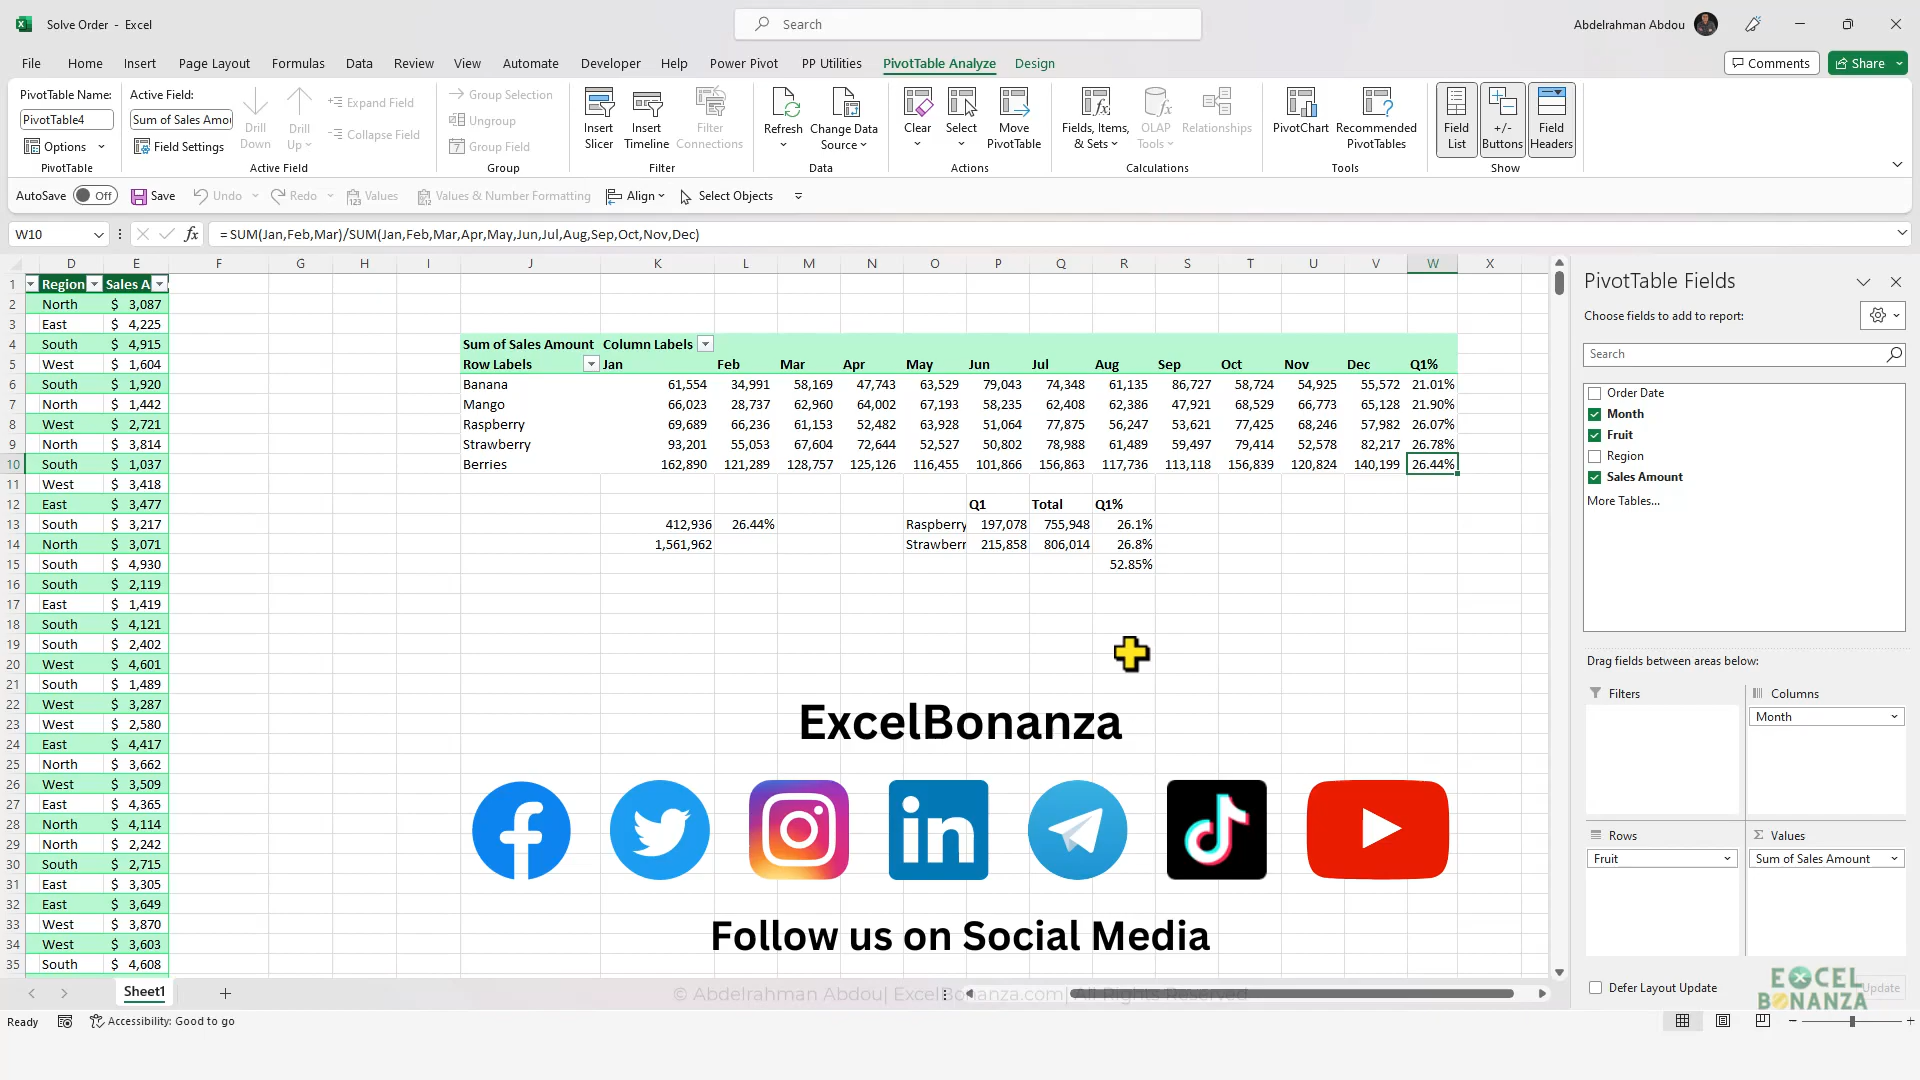 Solve Order - Excel
Search
Abdelrahman Abdou
File Home Insert Page Layout Formulas Data Review View Automate Developer Help Power Pivot PP Utilities PivotTable Analyze Design
Comments Share
PivotTable Name: Active Field:
PivotTable4 Sum of Sales Amou
Options Field Settings
Drill Down Drill Up
Expand Field
Collapse Field
Group Selection
Ungroup
Group Field
Insert Slicer Insert Timeline Filter Connections
Refresh Change Data Source
Clear Select Move PivotTable
Fields, Items, & Sets OLAP Tools Relationships
PivotChart Recommended PivotTables
Field List +/- Buttons Field Headers
PivotTable Active Field Group Filter Data Actions Calculations Tools Show
AutoSave Off Save Undo Redo Values Values & Number Formatting Align Select Objects
W10 fx =SUM(Jan,Feb,Mar)/SUM(Jan,Feb,Mar,Apr,May,Jun,Jul,Aug,Sep,Oct,Nov,Dec)
D E F G H I J K L M N O P Q R S T U V W X
1 Region Sales A
2 North $ 3,087
3 East $ 4,225
4 South $ 4,915 Sum of Sales Amount Column Labels
5 West $ 1,604 Row Labels Jan Feb Mar Apr May Jun Jul Aug Sep Oct Nov Dec Q1%
6 South $ 1,920 Banana 61,554 34,991 58,169 47,743 63,529 79,043 74,348 61,135 86,727 58,724 54,925 55,572 21.01%
7 North $ 1,442 Mango 66,023 28,737 62,960 64,002 67,193 58,235 62,408 62,386 47,921 68,529 66,773 65,128 21.90%
8 West $ 2,721 Raspberry 69,689 66,236 61,153 52,482 63,928 51,064 77,875 56,247 53,621 77,425 68,246 57,982 26.07%
9 North $ 3,814 Strawberry 93,201 55,053 67,604 72,644 52,527 50,802 78,988 61,489 59,497 79,414 52,578 82,217 26.78%
10 South $ 1,037 Berries 162,890 121,289 128,757 125,126 116,455 101,866 156,863 117,736 113,118 156,839 120,824 140,199 26.44%
11 West $ 3,418
12 East $ 3,477 Q1 Total Q1%
13 South $ 3,217 412,936 26.44% Raspberry 197,078 755,948 26.1%
14 North $ 3,071 1,561,962 Strawberr 215,858 806,014 26.8%
15 South $ 4,930 52.85%
16 South $ 2,119
17 East $ 1,419
18 South $ 4,121
19 South $ 2,402
20 West $ 4,601
21 South $ 1,489
22 West $ 3,287
23 West $ 2,580
24 East $ 4,417
25 North $ 3,662
26 West $ 3,509
27 East $ 4,365
28 North $ 4,114
29 North $ 2,242
30 South $ 2,715
31 East $ 3,305
32 East $ 3,649
33 West $ 3,870
34 West $ 3,603
35 South $ 4,608
ExcelBonanza
in
Follow us on Social Media
PivotTable Fields
Choose fields to add to report:
Search
Order Date
Month
Fruit
Region
Sales Amount
More Tables...
Drag fields between areas below:
Filters Columns
Month
Rows Values
Fruit Sum of Sales Amount
Defer Layout Update Update
EXCEL
BONANZA
Sheet1
© Abdelrahman Abdou| ExcelBonanza.com| All Rights Reserved
Ready Accessibility: Good to go